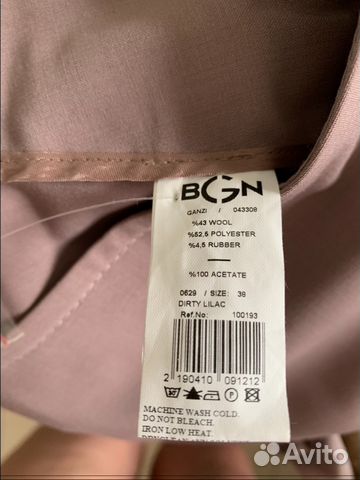 BGN
GANZI / 043308
%43 WOOL
%52,5 POLYESTER
%4,5 RUBBER
%100 ACETATE
0629 / SIZE: 38
DIRTY LILAC
Ref.No: 100193
2 190410 091212
MACHINE WASH COLD.
DO NOT BLEACH.
IRON LOW HEAT.
Avito